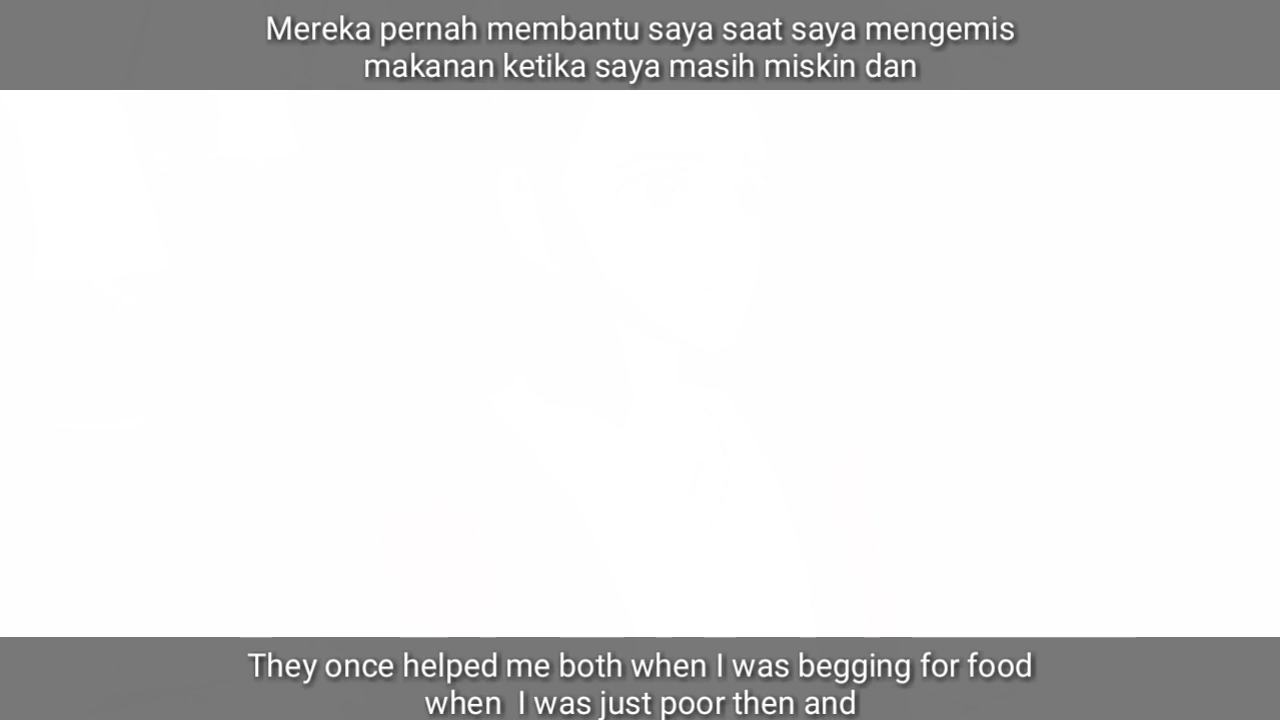 Mereka pernah membantu saya saat saya mengemis
makanan ketika saya masih miskin dan
They once helped me both when I was begging for food
when  I was just poor then and